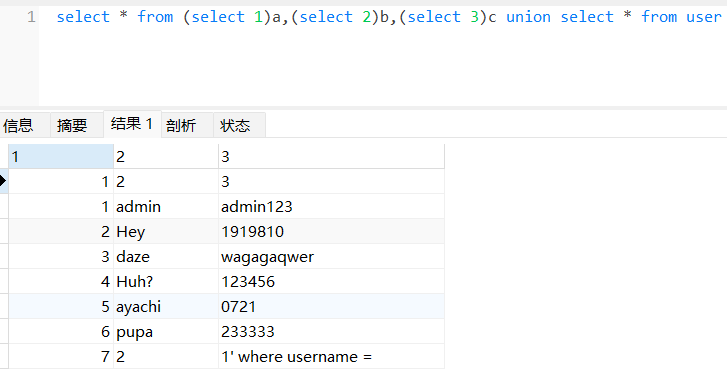 1 select * from (select 1)a,(select 2)b,(select 3)c union select * from user
信息 摘要 结果 1 剖析 状态
1 2 3
1 2 3
1 admin admin123
2 Hey 1919810
3 daze wagagaqwer
4 Huh? 123456
5 ayachi 0721
6 pupa 233333
7 2 1' where username =